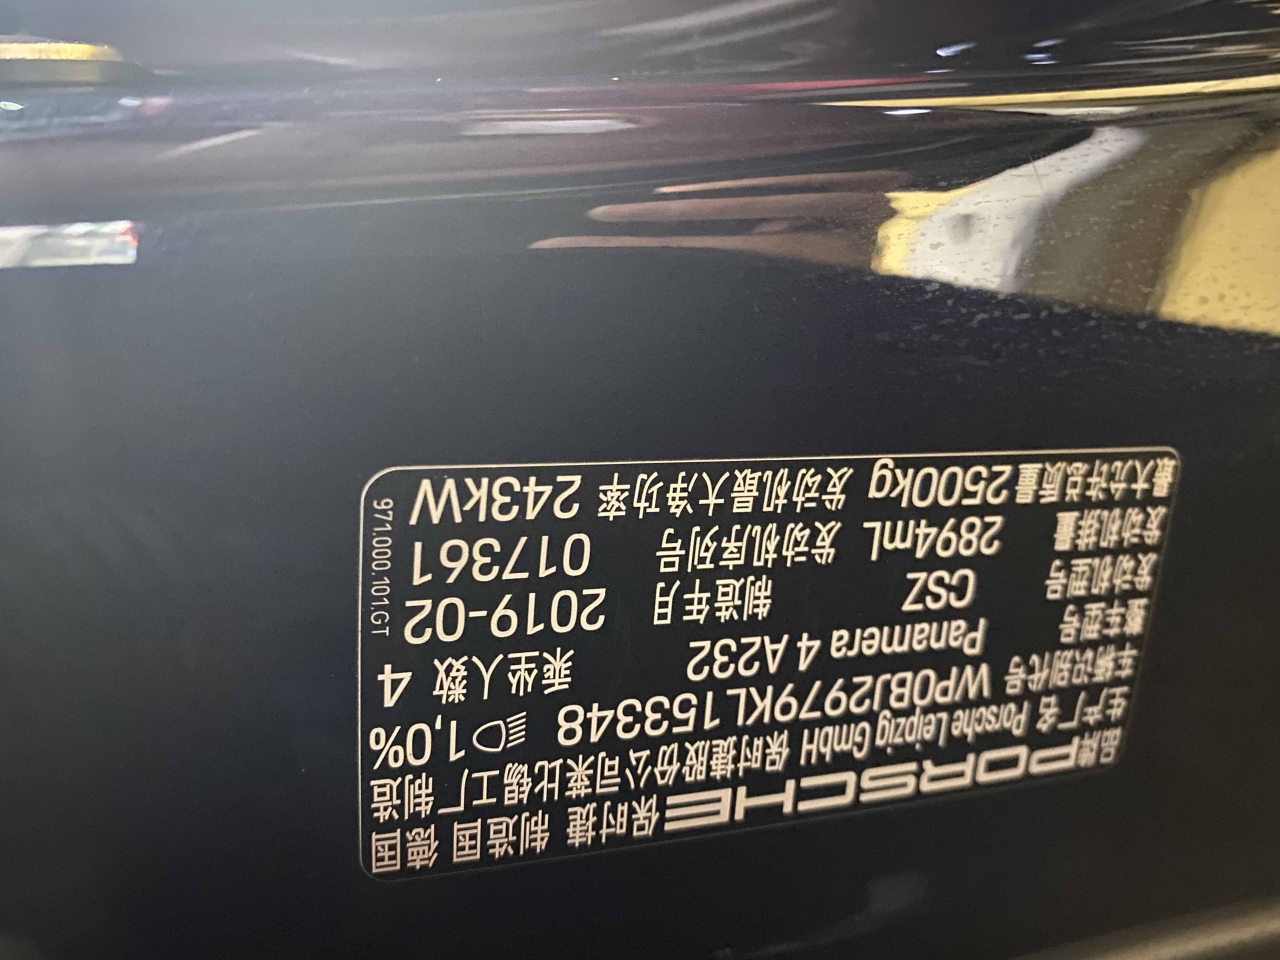 品牌 PORSCHE 保时捷 制造国 德国
生产厂名 Porsche Leipzig GmbH 保时捷股份公司莱比锡工厂 制造
车辆识别代号 WP0BJ2979KL153348 1,0%
整车型号 Panamera 4 A232 乘坐人数 4
发动机型号 CSZ 制造年月 2019-02
发动机排量 2894mL 发动机序列号 017361
最大允许总质量 2500kg 发动机最大净功率 243kW
971.000.101.GT